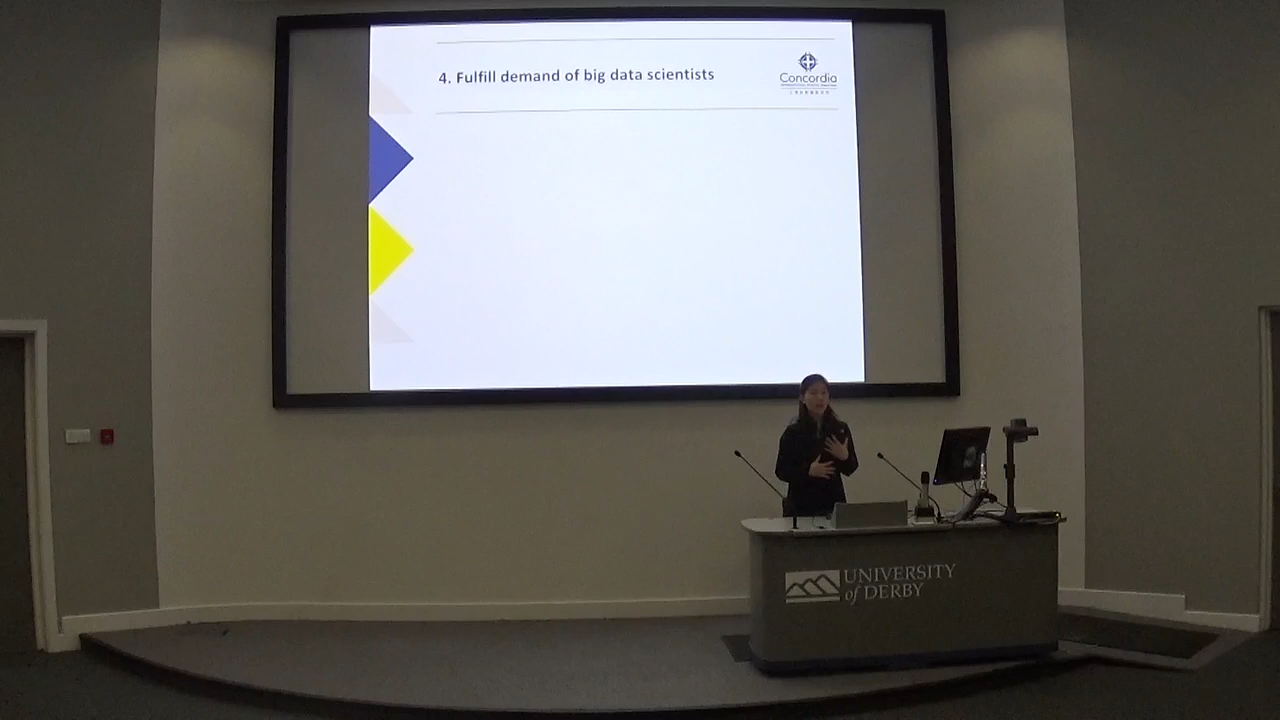 4. Fulfill demand of big data scientists
Concordia
UNIVERSITY
of DERBY